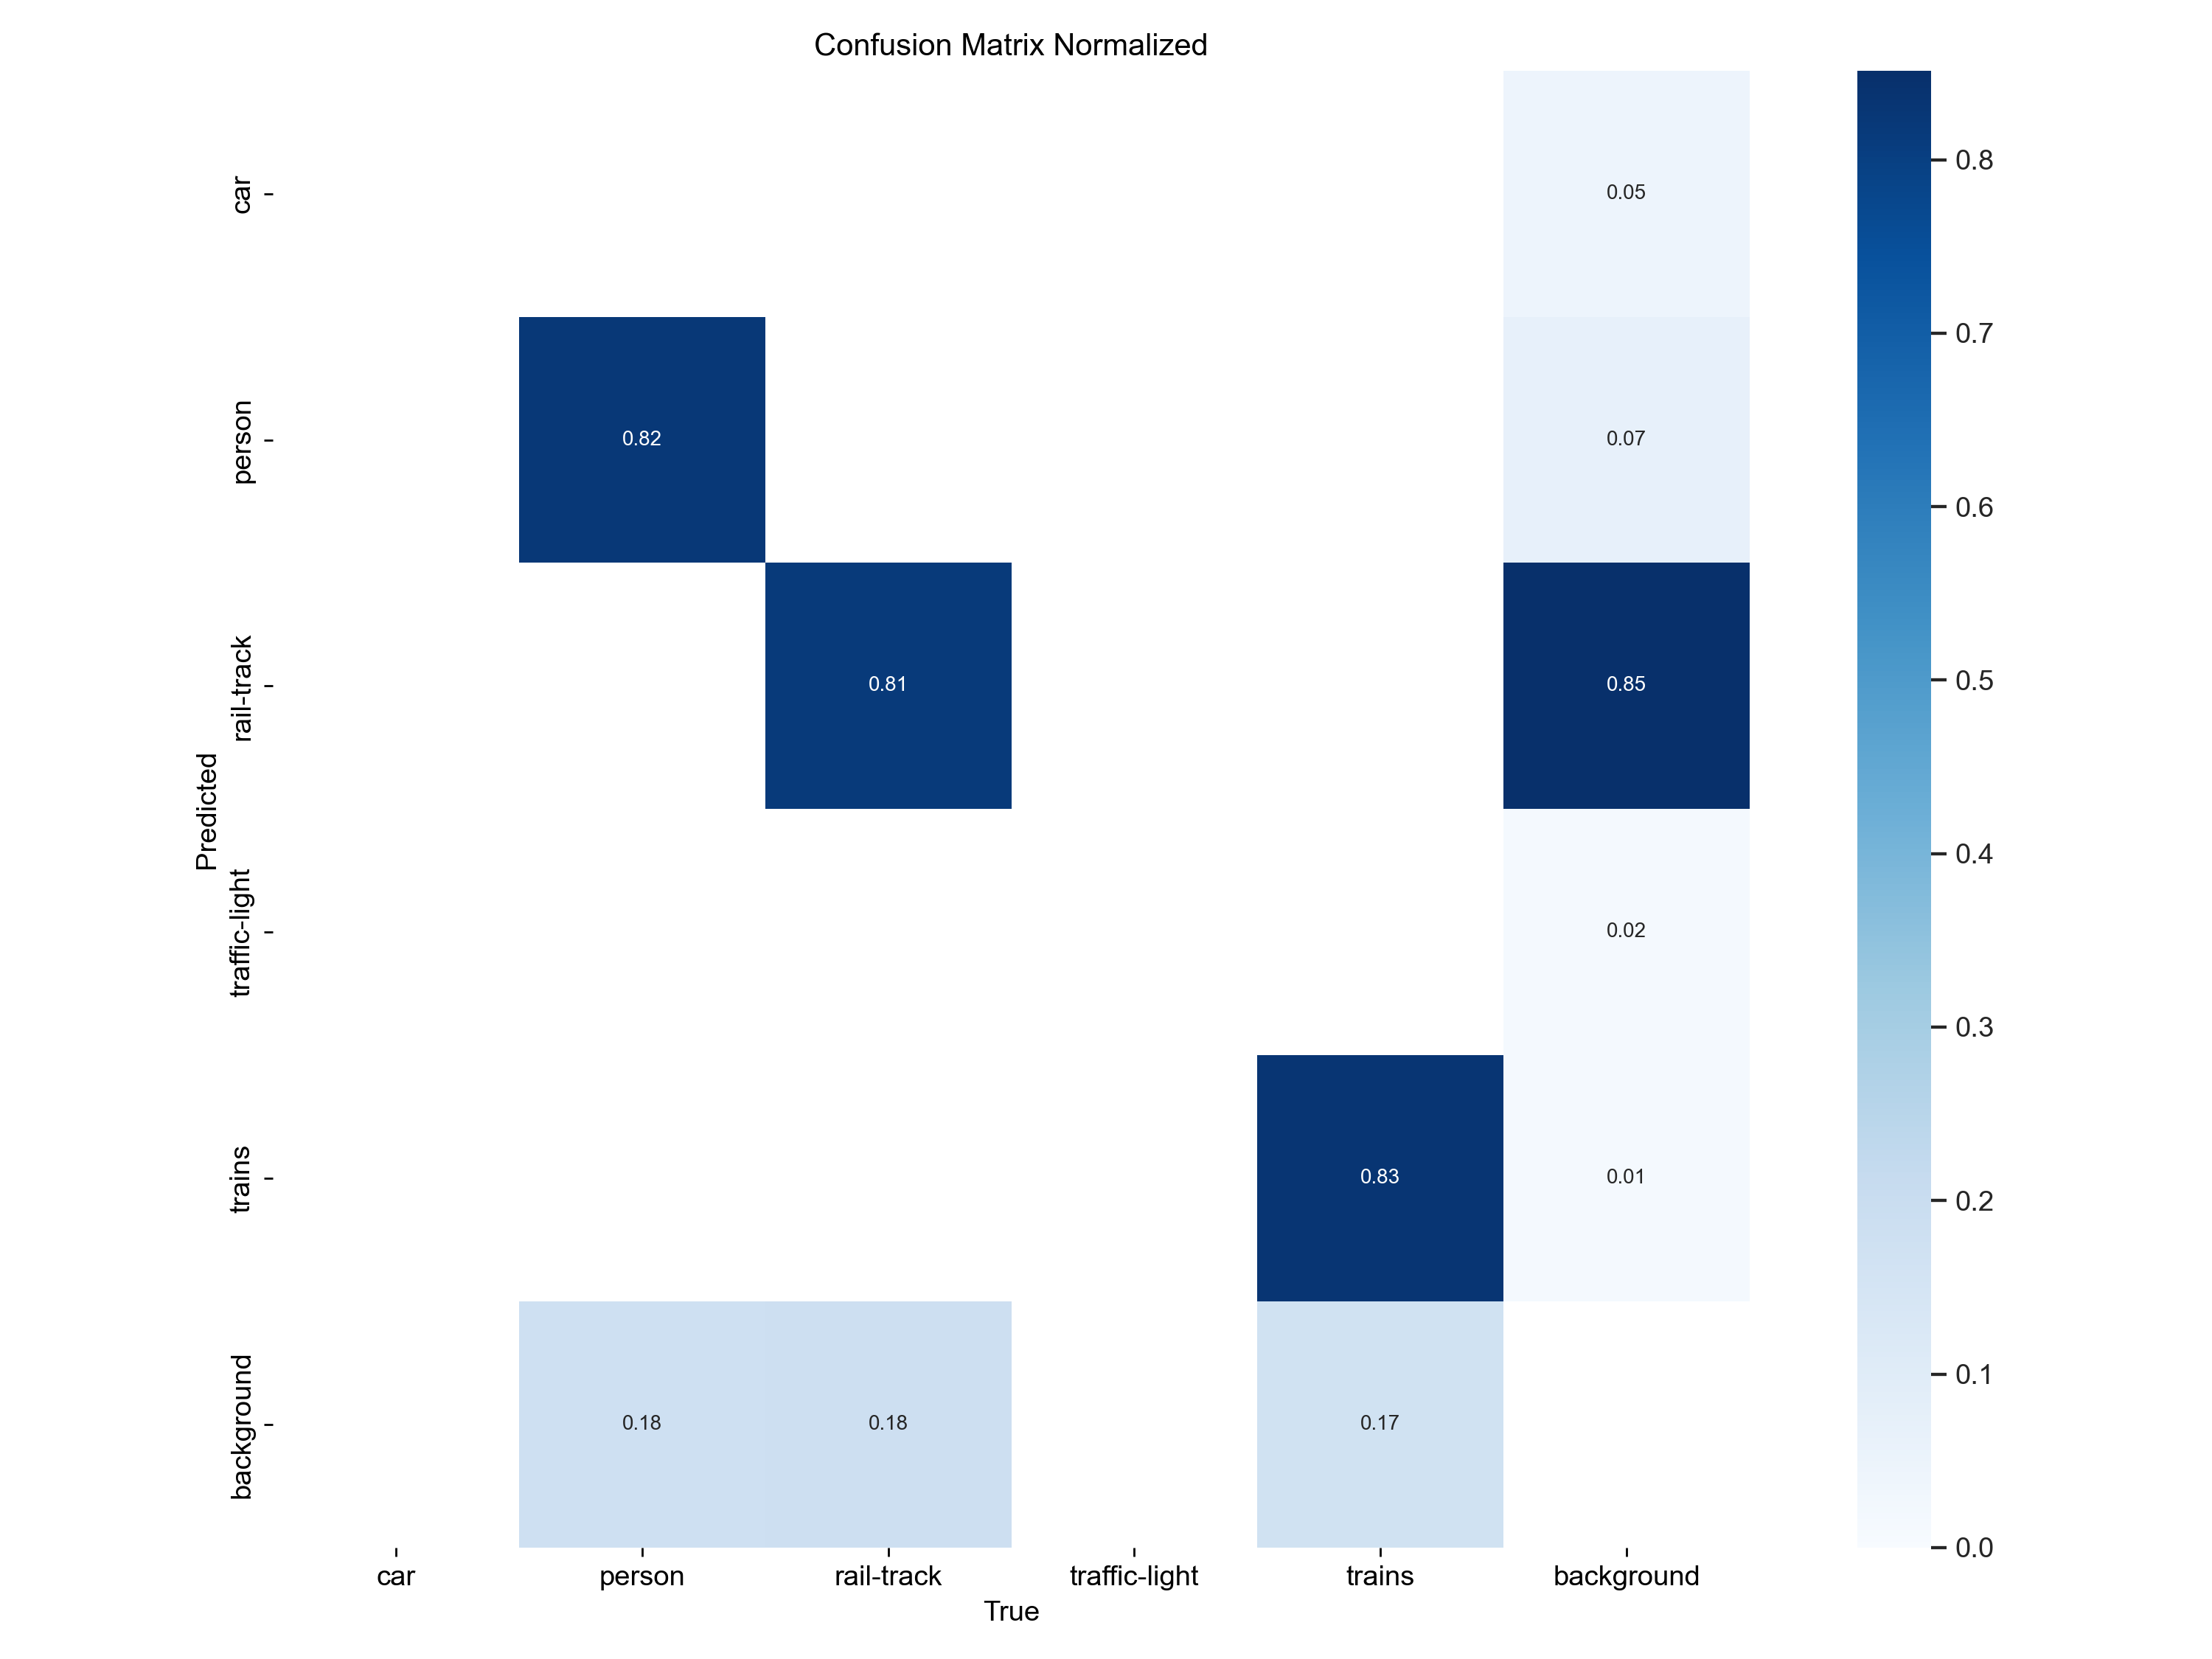 Confusion Matrix Normalized
car
0.05
0.8
person
0.82
0.07
0.7
0.6
rail-track
0.81
0.85
0.5
Predicted
0.4
traffic-light
0.02
0.3
trains
0.83
0.01
0.2
0.1
background
0.18
0.18
0.17
0.0
car
person
rail-track
traffic-light
trains
background
True